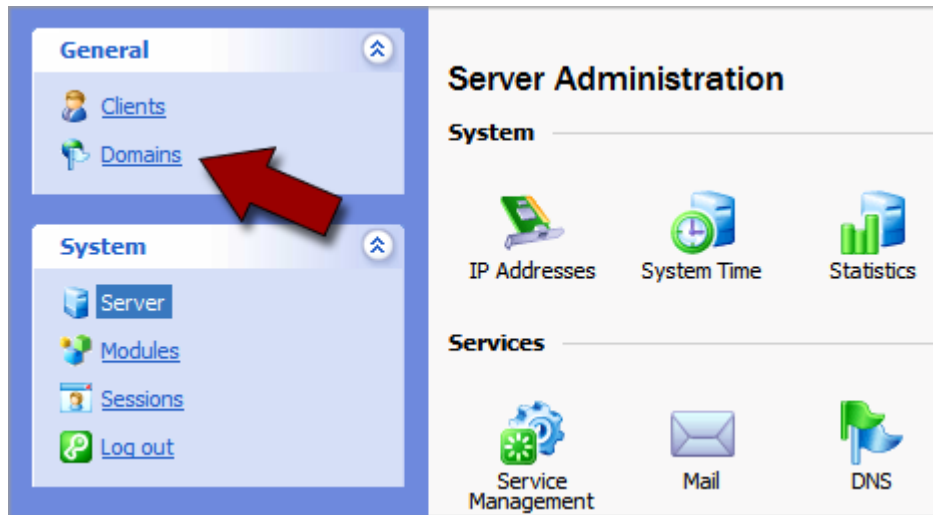 General
Clients
Domains
System
Server
Modules
Sessions
Log out
Server Administration
System
IP Addresses
System Time
Statistics
Services
Service
Management
Mail
DNS